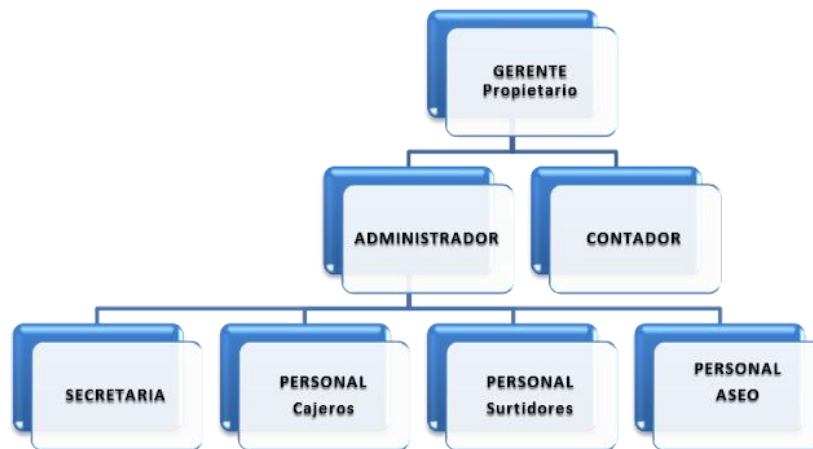 GERENTE
Propietario
ADMINISTRADOR
CONTADOR
SECRETARIA
PERSONAL
Cajeros
PERSONAL
Surtidores
PERSONAL
ASEO